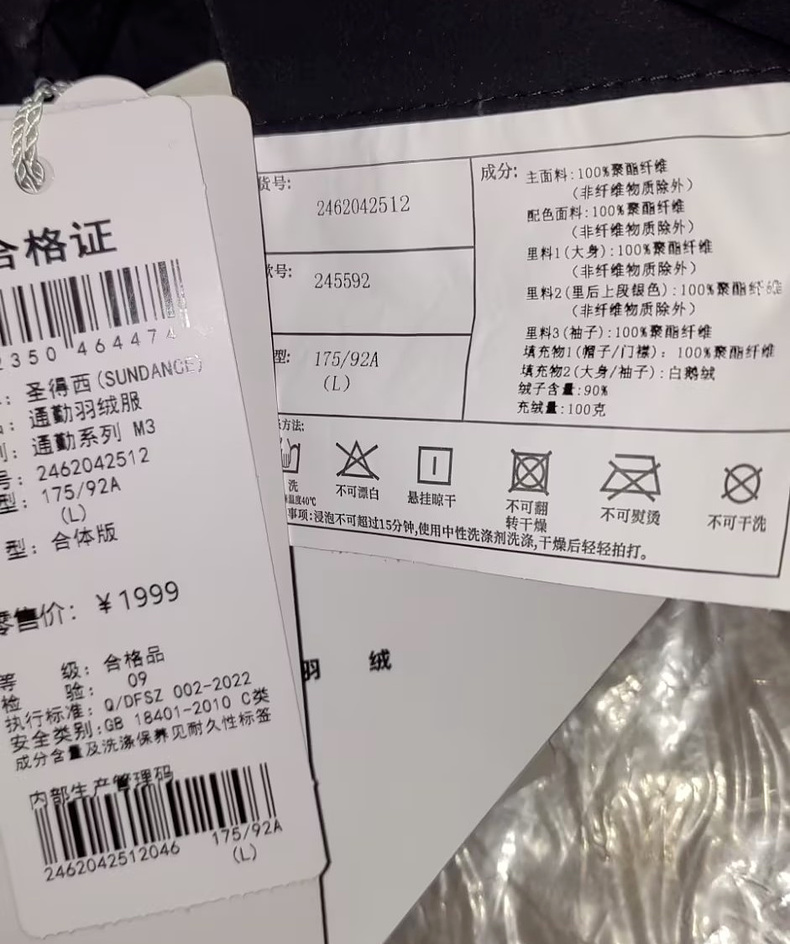 合格证
2350 464474
圣得西(SUNDANCE)
通勤羽绒服
通勤系列 M3
号: 2462042512
型: 175/92A
(L)
型: 合体版
零售价: ￥1999
等 级: 合格品
检 验: 09
执行标准: Q/DFSZ 002-2022
安全类别:GB 18401-2010 C类
成分含量及洗涤保养见耐久性标签
内部生产管理码
2462042512046 175/92A
(L)
货号: 2462042512
款号: 245592
型: 175/92A
(L)
成分: 主面料:100%聚酯纤维
(非纤维物质除外)
配色面料:100%聚酯纤维
(非纤维物质除外)
里料1(大身):100%聚酯纤维
(非纤维物质除外)
里料2(里后上段银色):100%聚酯纤
(非纤维物质除外)
里料3(袖子):100%聚酯纤维
填充物1(帽子/门襟): 100%聚酯纤维
填充物2(大身/袖子):白鹅绒
绒子含量:90%
充绒量:100克
方法:
洗
温度40℃
不可漂白
悬挂晾干
不可翻
转干燥
不可熨烫
不可干洗
事项:浸泡不可超过15分钟,使用中性洗涤剂洗涤,干燥后轻轻拍打。
羽 绒